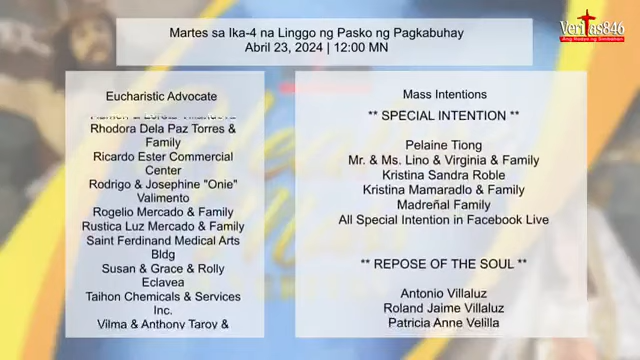 Martes sa Ika-4 na Linggo ng Pasko ng Pagkabuhay
Abril 23, 2024 | 12:00 MN
Veritas846
Ang Radyo ng Simbahan
Eucharistic Advocate
Rhodora Dela Paz Torres &
Family
Ricardo Ester Commercial
Center
Rodrigo & Josephine "Onie"
Valimento
Rogelio Mercado & Family
Rustica Luz Mercado & Family
Saint Ferdinand Medical Arts
Bldg
Susan & Grace & Rolly
Eclavea
Taihon Chemicals & Services
Inc.
Vilma & Anthony Taroy &
Mass Intentions
** SPECIAL INTENTION **
Pelaine Tiong
Mr. & Ms. Lino & Virginia & Family
Kristina Sandra Roble
Kristina Mamaradlo & Family
Madreñal Family
All Special Intention in Facebook Live
** REPOSE OF THE SOUL **
Antonio Villaluz
Roland Jaime Villaluz
Patricia Anne Velilla